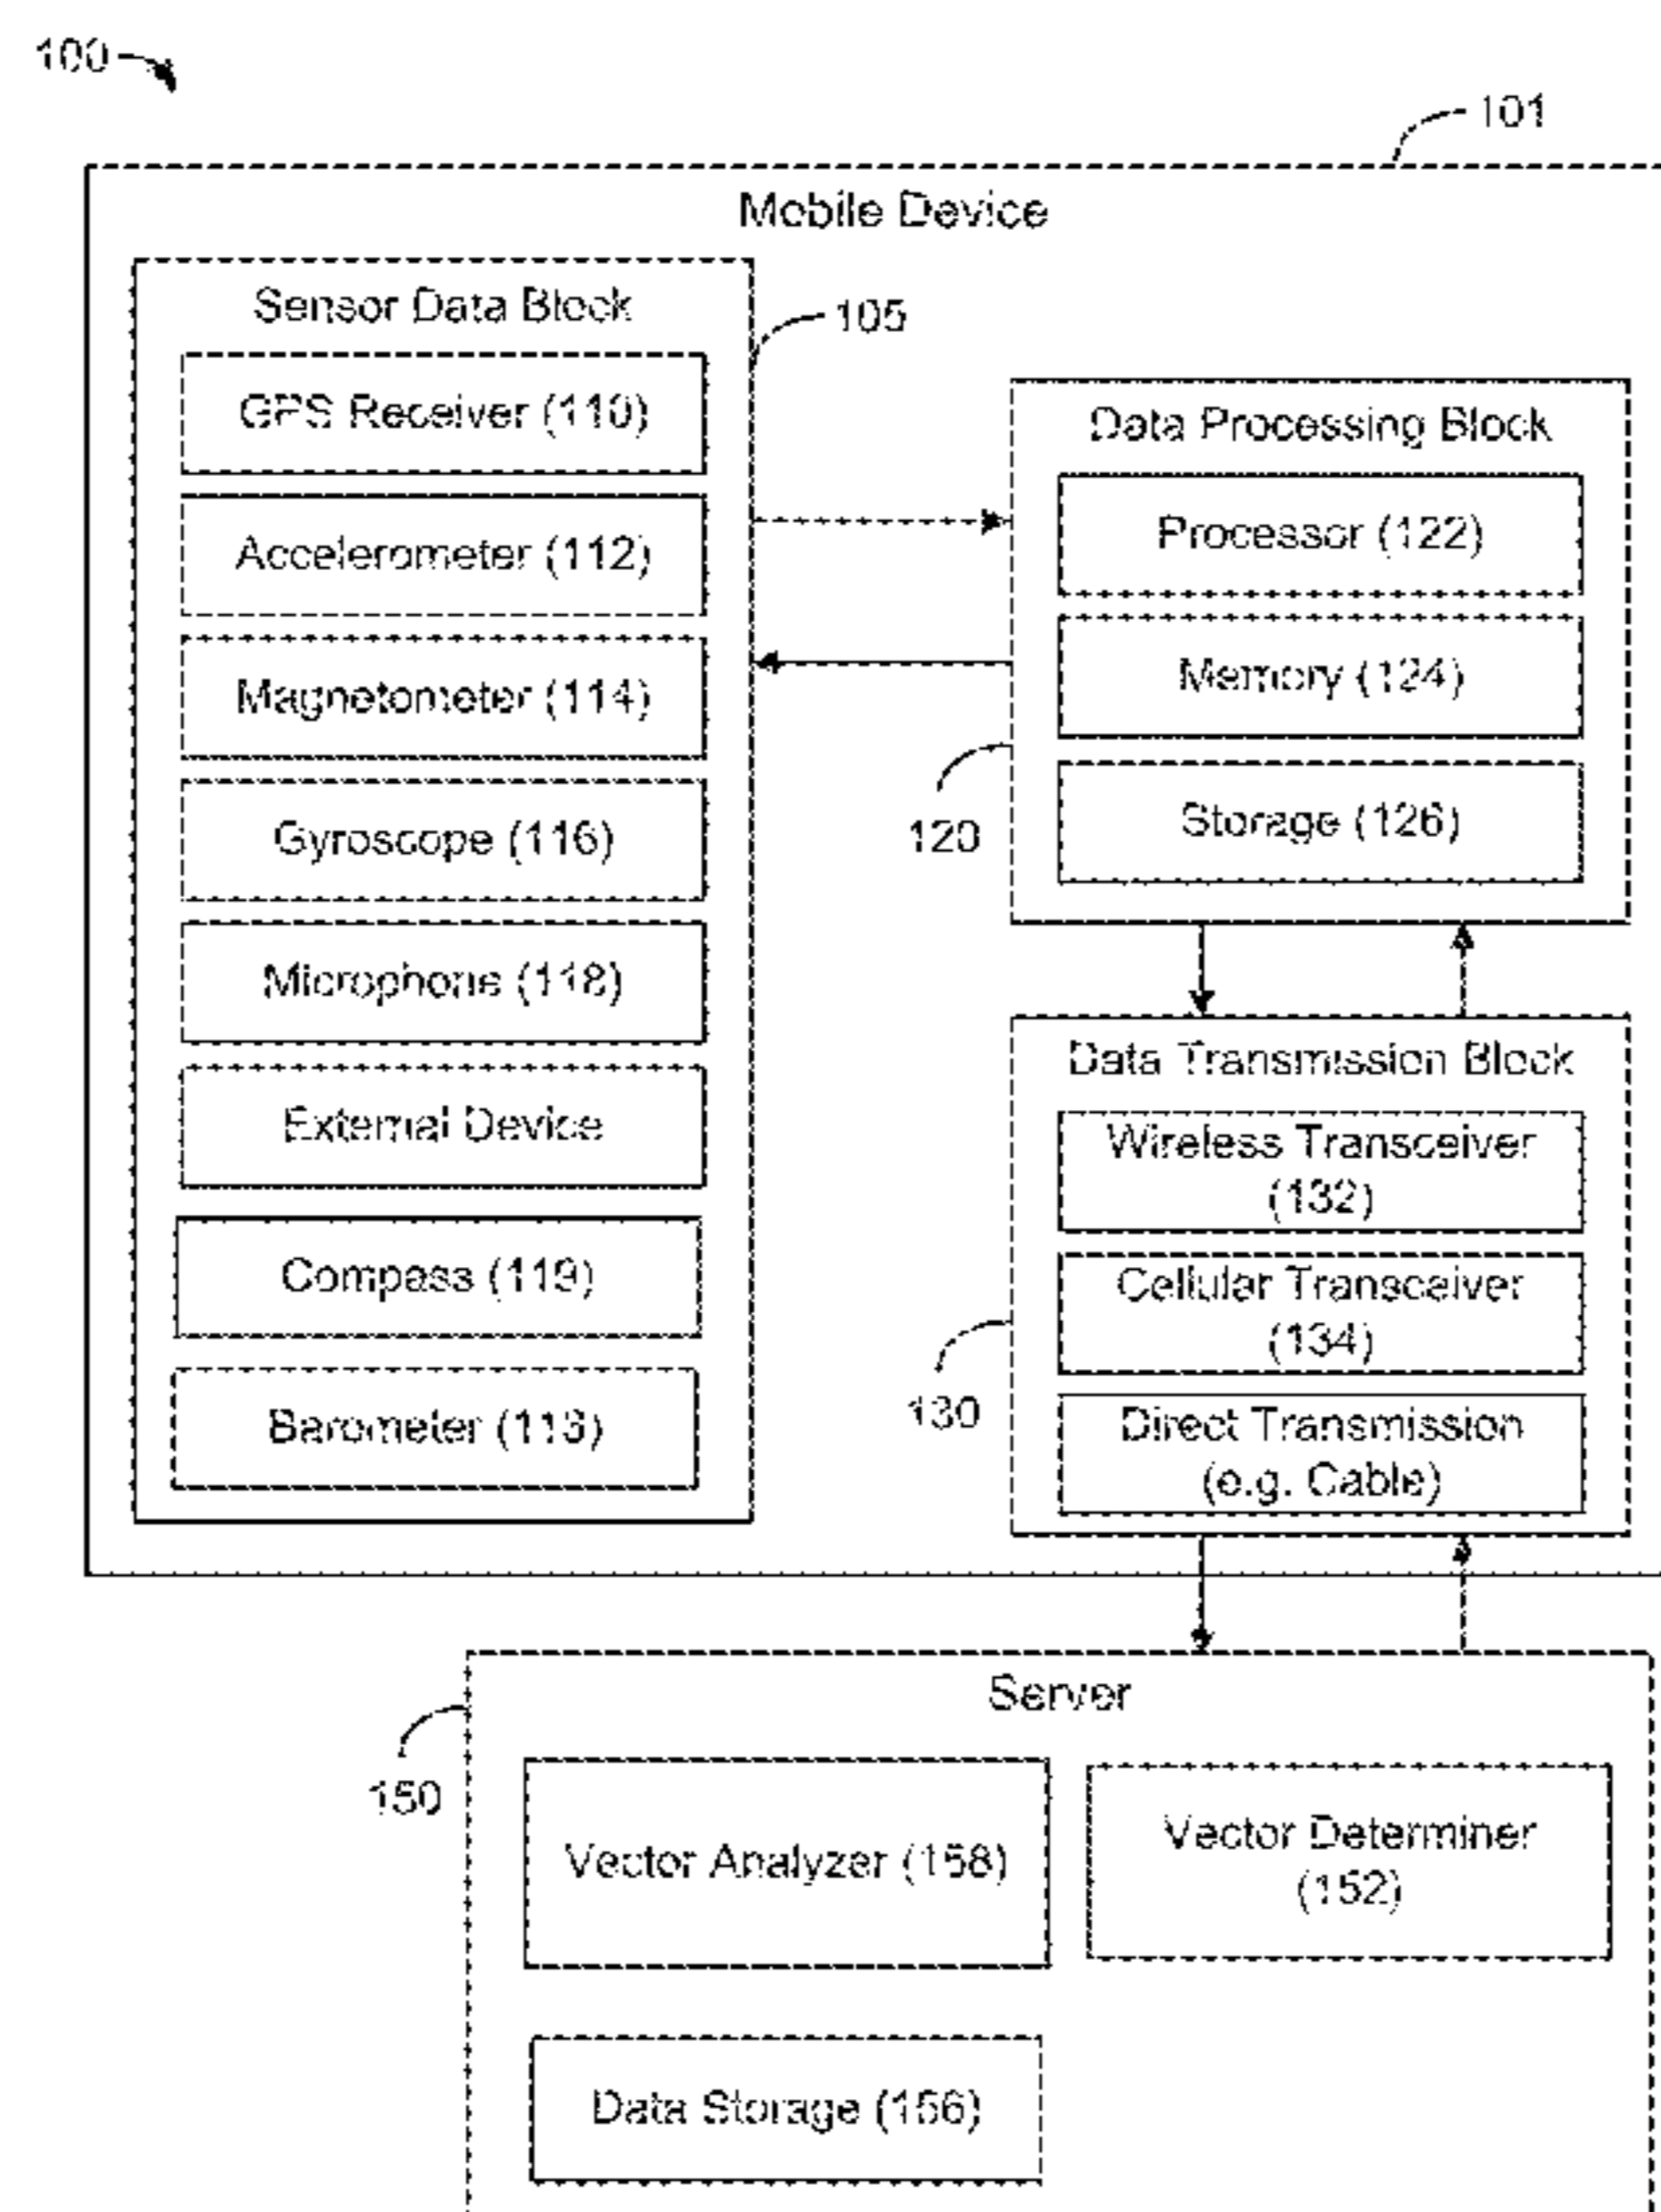 100
101
Mobile Device
Sensor Data Block
105
GPS Receiver (110)
Accelerometer (112)
Magnetometer (114)
Gyroscope (116)
Microphone (118)
External Device
Compass (119)
Barometer (113)
Data Processing Block
Processor (122)
Memory (124)
Storage (126)
120
Data Transmission Block
Wireless Transceiver
(132)
Cellular Transceiver
(134)
Direct Transmission
(e.g. Cable)
130
Server
150
Vector Analyzer (158)
Vector Determiner
(152)
Data Storage (156)